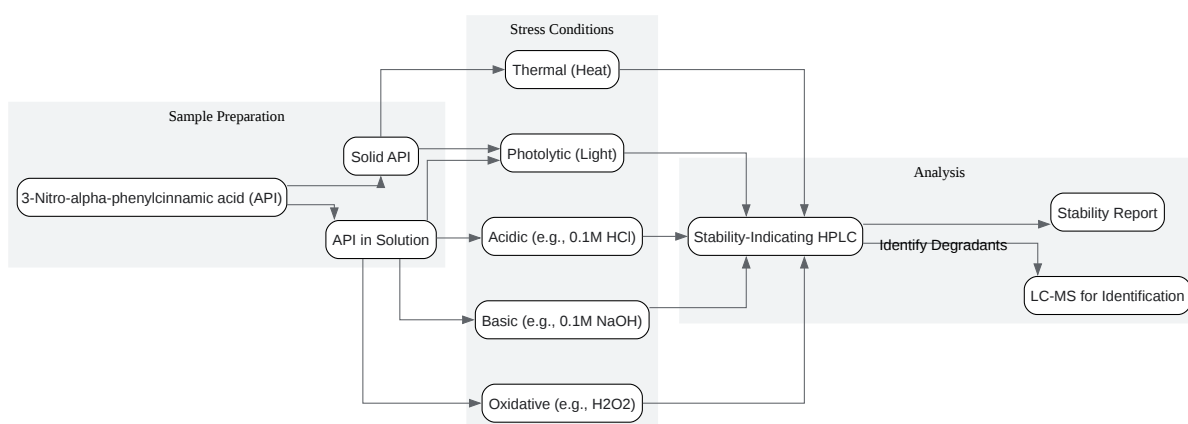 Stress Conditions
Thermal (Heat)
Sample Preparation
Solid API
Photolytic (Light)
3-Nitro-alpha-phenylcinnamic acid (API)
API in Solution
Acidic (e.g., 0.1M HCl)
Basic (e.g., 0.1M NaOH)
Oxidative (e.g., H2O2)
Analysis
Stability-Indicating HPLC
Stability Report
Identify Degradants
LC-MS for Identification